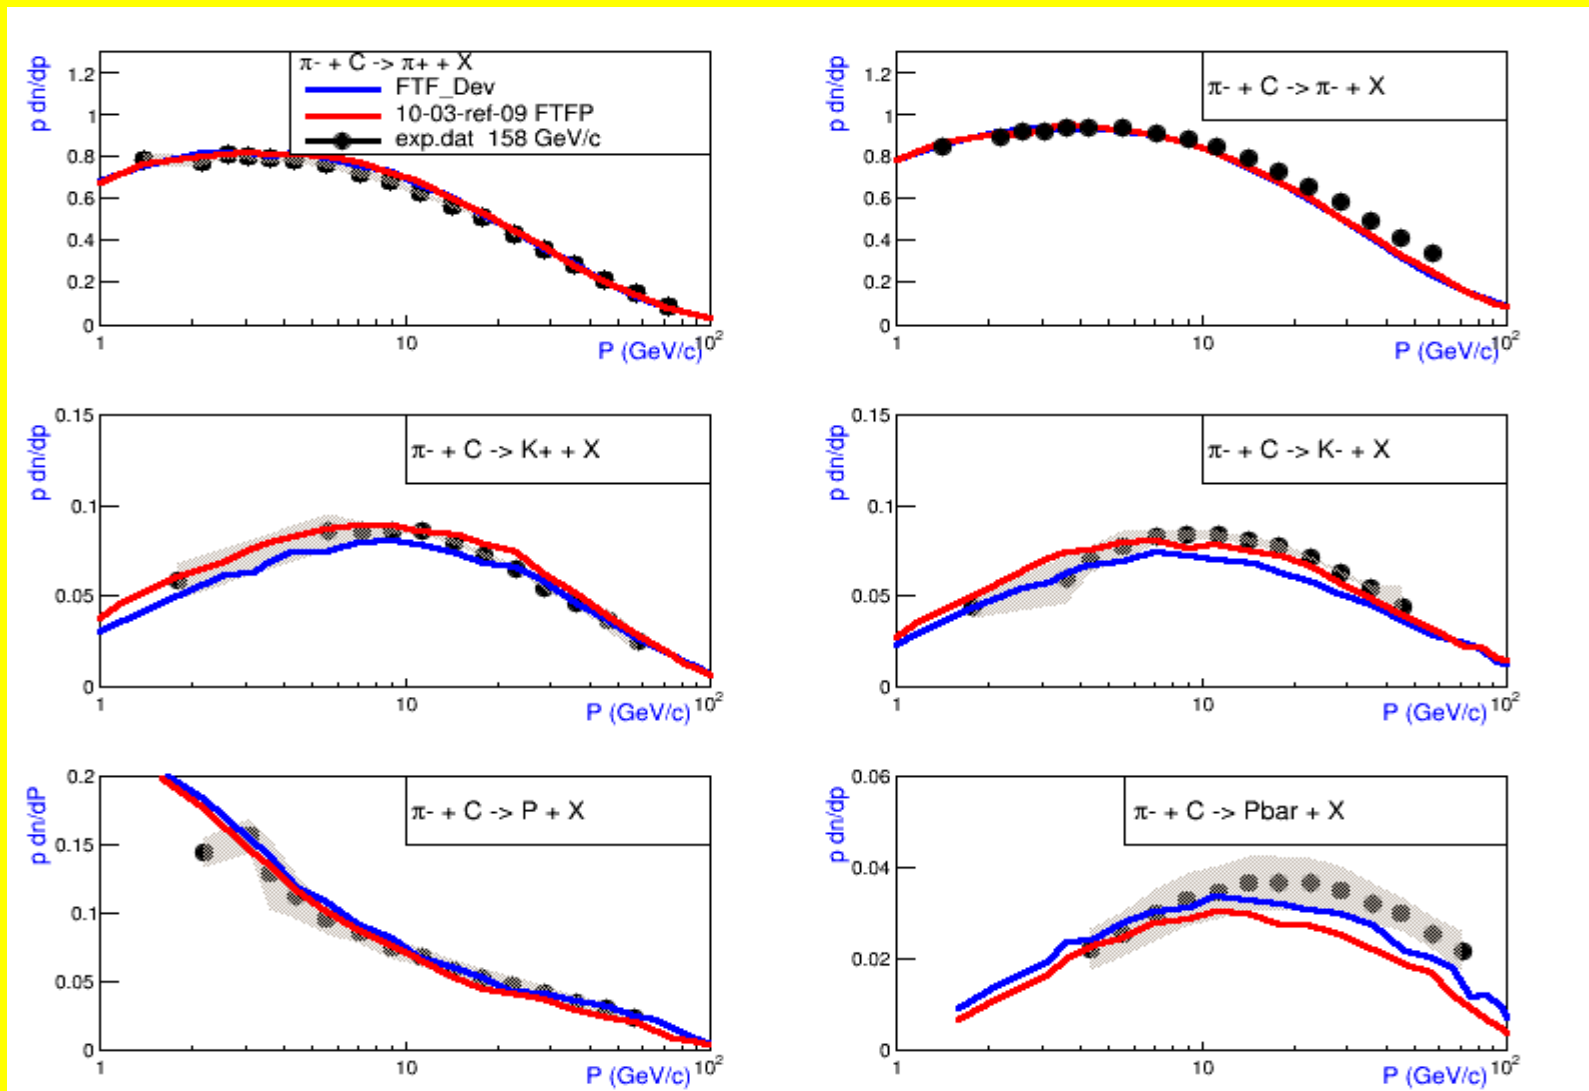 π- + C -> π+ + X
FTF_Dev
10-03-ref-09 FTFP
exp.dat 158 GeV/c
p dn/dp
1.2
1
0.8
0.6
0.4
0.2
0
1
10
10²
P (GeV/c)
π- + C -> π- + X
p dn/dp
1.2
1
0.8
0.6
0.4
0.2
0
1
10
10²
P (GeV/c)
π- + C -> K+ + X
p dn/dp
0.15
0.1
0.05
0
1
10
10²
P (GeV/c)
π- + C -> K- + X
p dn/dp
0.15
0.1
0.05
0
1
10
10²
P (GeV/c)
π- + C -> P + X
p dn/dP
0.2
0.15
0.1
0.05
0
1
10
10²
P (GeV/c)
π- + C -> Pbar + X
p dn/dp
0.06
0.04
0.02
0
1
10
10²
P (GeV/c)